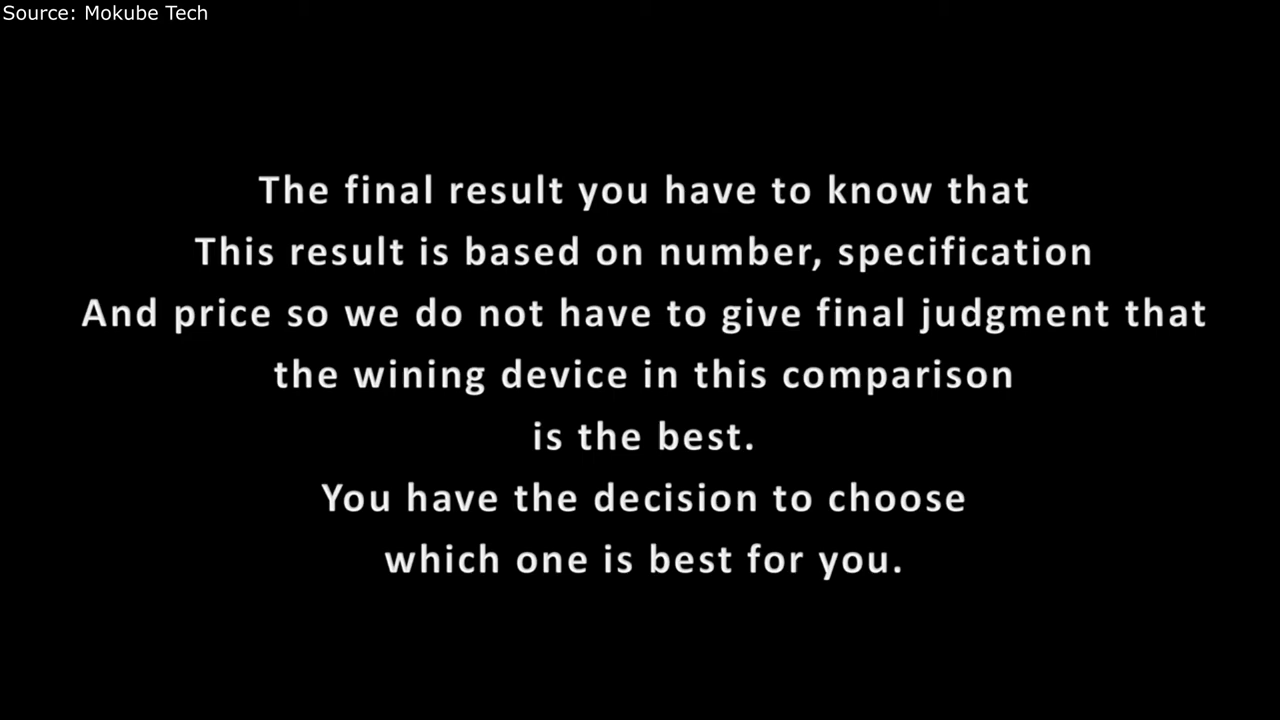 Source: Mokube Tech
The final result you have to know that
This result is based on number, specification
And price so we do not have to give final judgment that
the wining device in this comparison
is the best.
You have the decision to choose
which one is best for you.